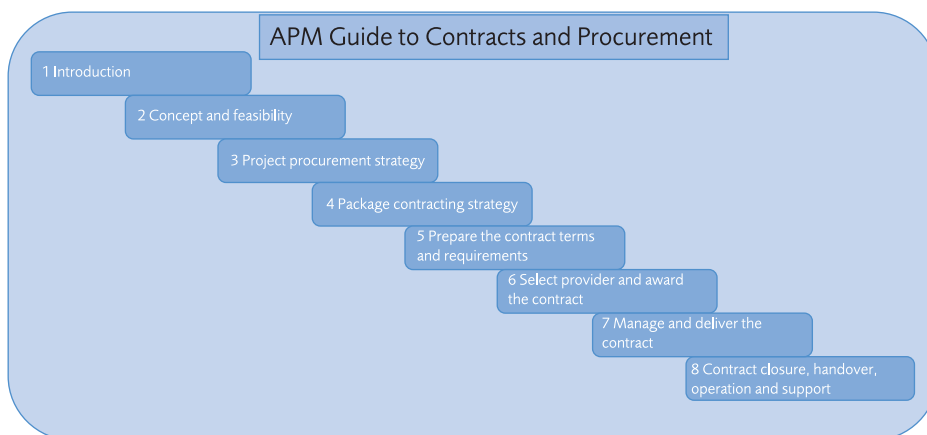 APM Guide to Contracts and Procurement
1 Introduction
2 Concept and feasibility
3 Project procurement strategy
4 Package contracting strategy
5 Prepare the contract terms
and requirements
6 Select provider and award
the contract
7 Manage and deliver the
contract
8 Contract closure, handover,
operation and support